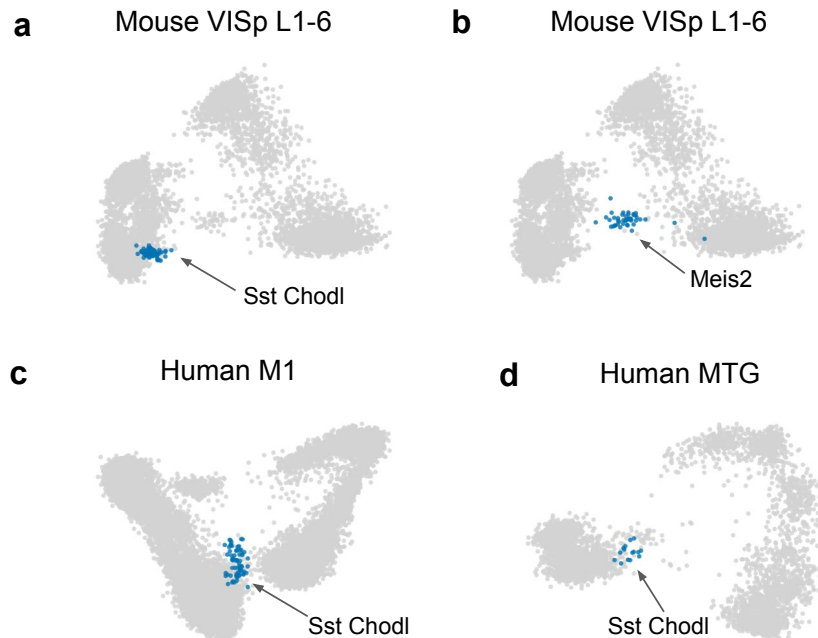 a Mouse VISp L1-6
b Mouse VISp L1-6
Sst Chodl
Meis2
c Human M1
d Human MTG
Sst Chodl
Sst Chodl